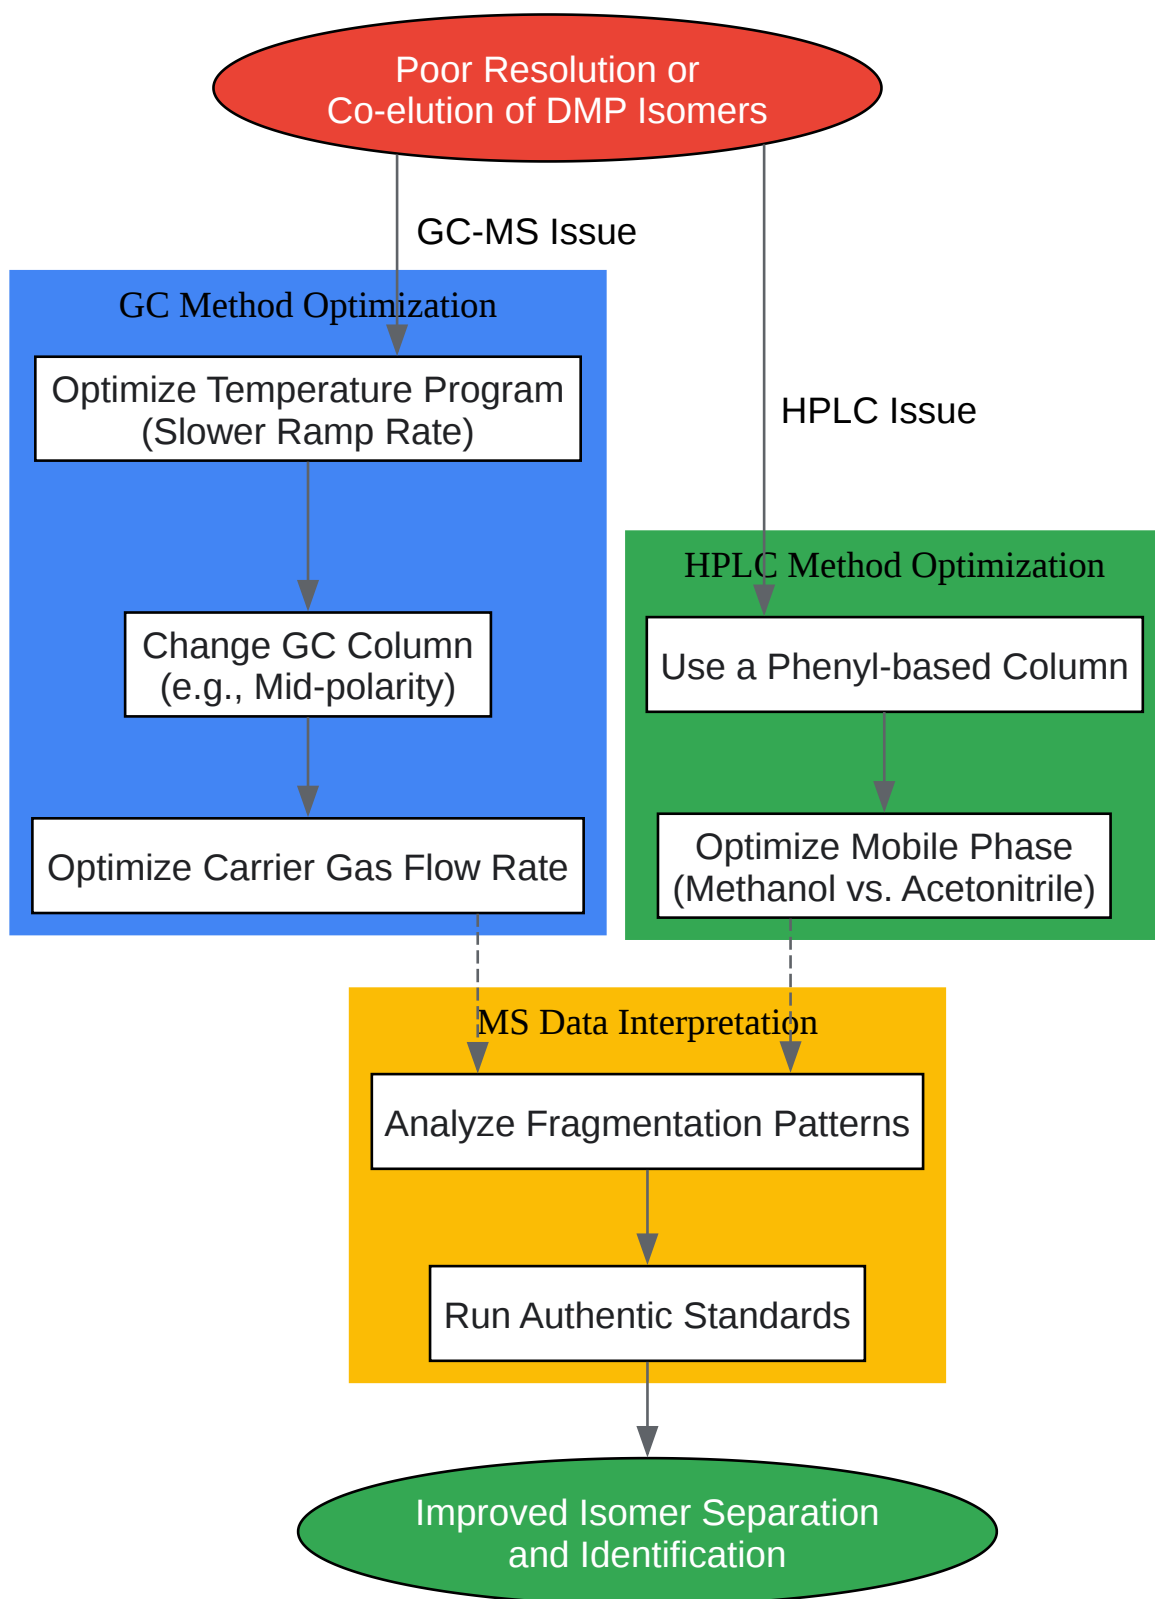 Poor Resolution or
Co-elution of DMP Isomers
GC-MS Issue
GC Method Optimization
Optimize Temperature Program
(Slower Ramp Rate)
Change GC Column
(e.g., Mid-polarity)
Optimize Carrier Gas Flow Rate
HPLC Issue
HPLC Method Optimization
Use a Phenyl-based Column
Optimize Mobile Phase
(Methanol vs. Acetonitrile)
MS Data Interpretation
Analyze Fragmentation Patterns
Run Authentic Standards
Improved Isomer Separation
and Identification